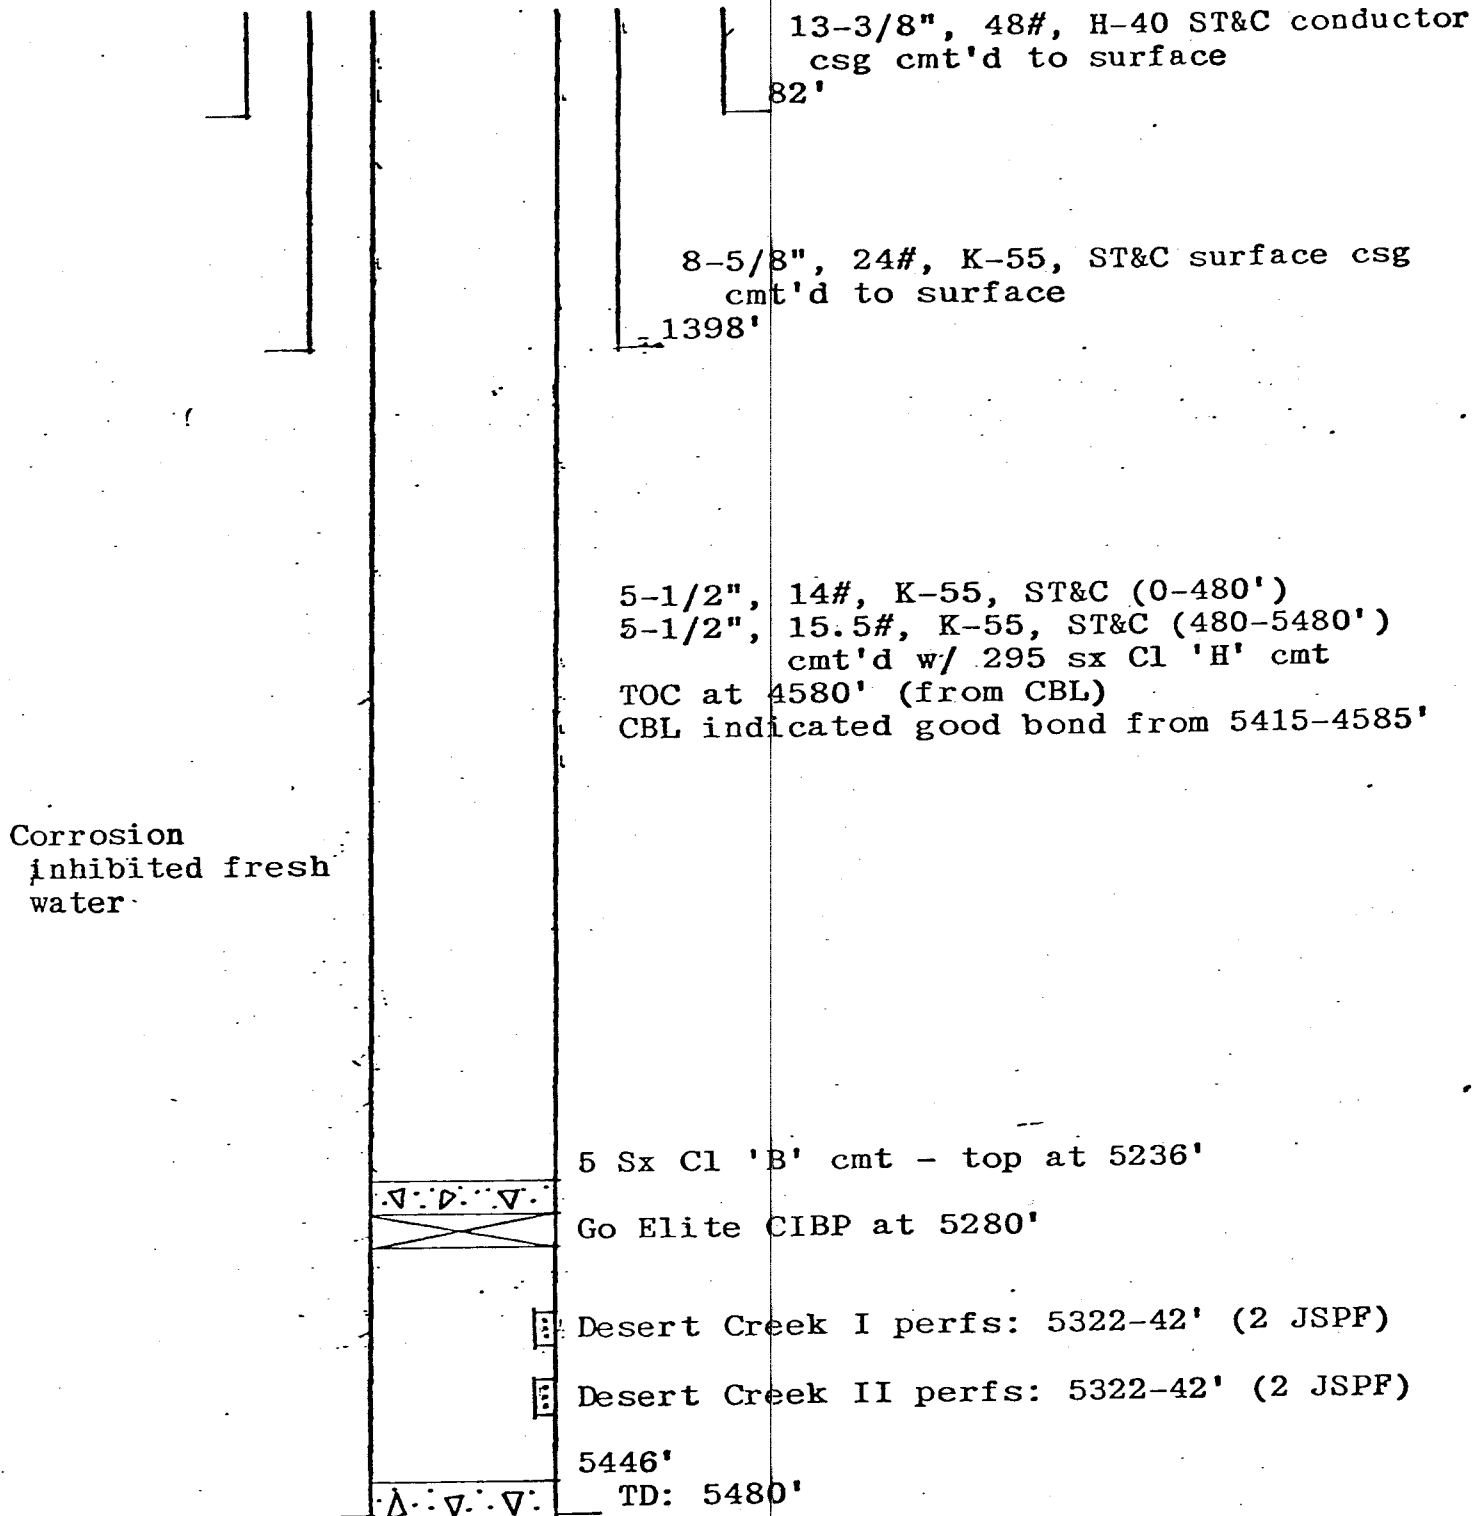 13-3/8", 48#, H-40 ST&C conductor
csg cmt'd to surface
82'
8-5/8", 24#, K-55, ST&C surface csg
cmt'd to surface
1398'
5-1/2", 14#, K-55, ST&C (0-480')
5-1/2", 15.5#, K-55, ST&C (480-5480')
cmt'd w/ 295 sx Cl 'H' cmt
TOC at 4580' (from CBL)
CBL indicated good bond from 5415-4585'
Corrosion
inhibited fresh
water
5 Sx Cl 'B' cmt - top at 5236'
Go Elite CIBP at 5280'
Desert Creek I perfs: 5322-42' (2 JSPF)
Desert Creek II perfs: 5322-42' (2 JSPF)
5446'
TD: 5480'